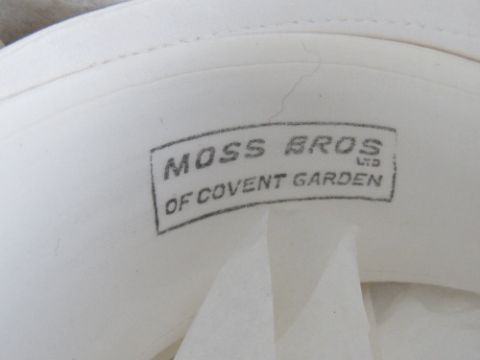 MOSS BROS LTD
OF COVENT GARDEN